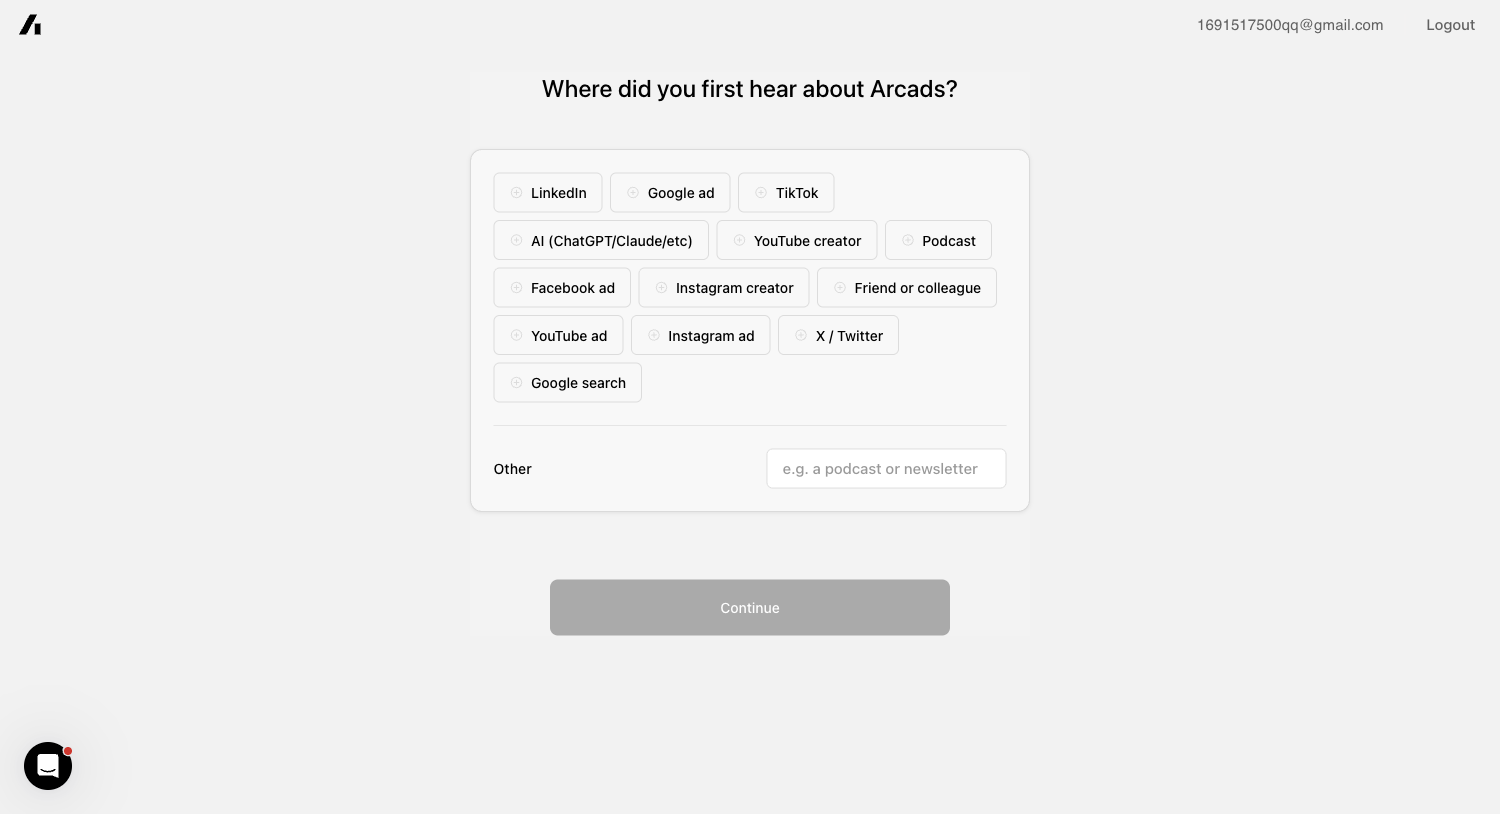 1691517500qq@gmail.com Logout
Where did you first hear about Arcads?
LinkedIn Google ad TikTok
AI (ChatGPT/Claude/etc) YouTube creator Podcast
Facebook ad Instagram creator Friend or colleague
YouTube ad Instagram ad X / Twitter
Google search
Other e.g. a podcast or newsletter
Continue